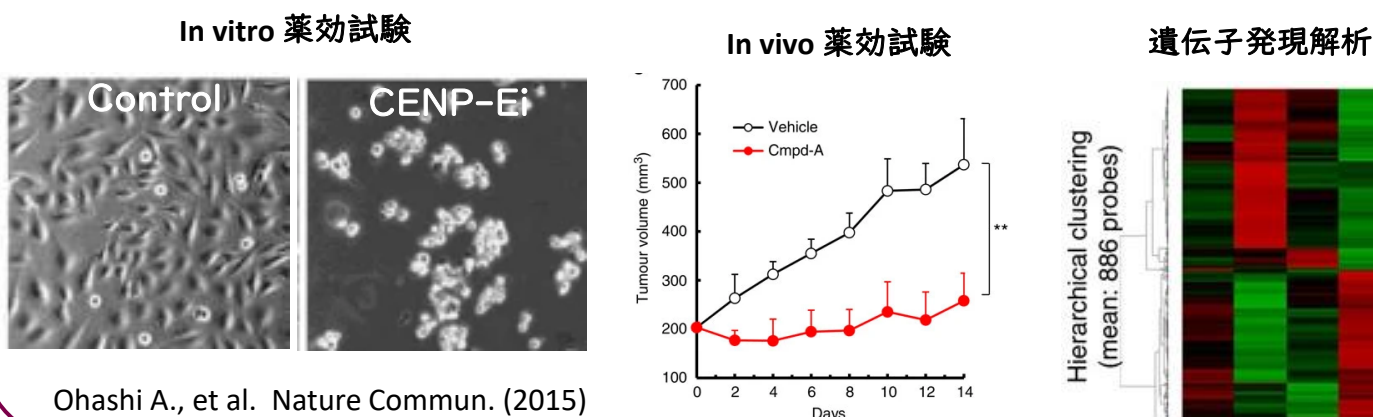 In vitro 薬効試験
Control
CENP-Ei
Ohashi A., et al. Nature Commun. (2015)
In vivo 薬効試験
700
600
500
400
300
200
100
Tumour volume (mm³)
Vehicle
Cmpd-A
**
0 2 4 6 8 10 12 14
Days
遺伝子発現解析
Hierarchical clustering
(mean: 886 probes)